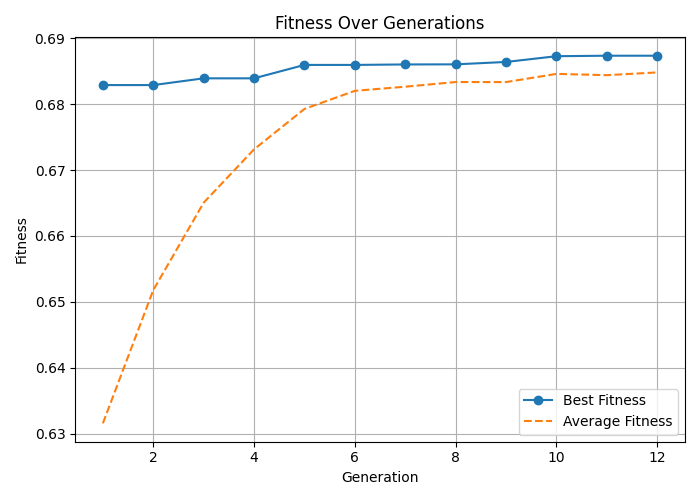 Fitness Over Generations
0.69
0.68
0.67
0.66
0.65
0.64
0.63
Fitness
2 4 6 8 10 12
Generation
Best Fitness
Average Fitness